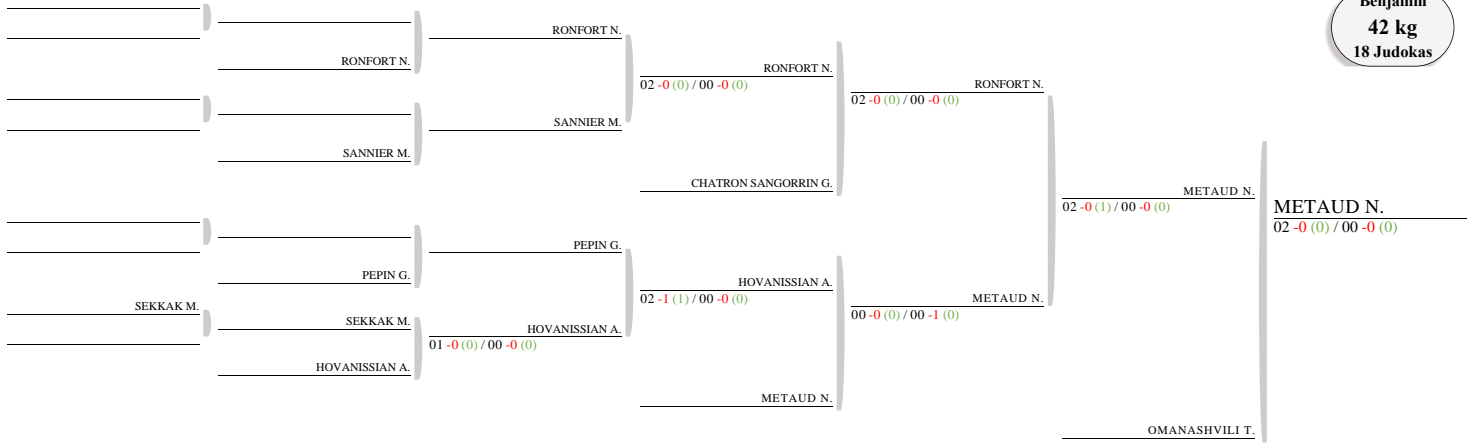 Benjamin
42 kg
18 Judokas
RONFORT N.
RONFORT N.
RONFORT N.
02 -0 (0) / 00 -0 (0)
RONFORT N.
02 -0 (0) / 00 -0 (0)
SANNIER M.
SANNIER M.
CHATRON SANGORRIN G.
METAUD N.
02 -0 (1) / 00 -0 (0)
METAUD N.
02 -0 (0) / 00 -0 (0)
PEPIN G.
PEPIN G.
HOVANISSIAN A.
02 -1 (1) / 00 -0 (0)
METAUD N.
00 -0 (0) / 00 -1 (0)
SEKKAK M.
SEKKAK M.
HOVANISSIAN A.
01 -0 (0) / 00 -0 (0)
HOVANISSIAN A.
METAUD N.
OMANASHVILI T.